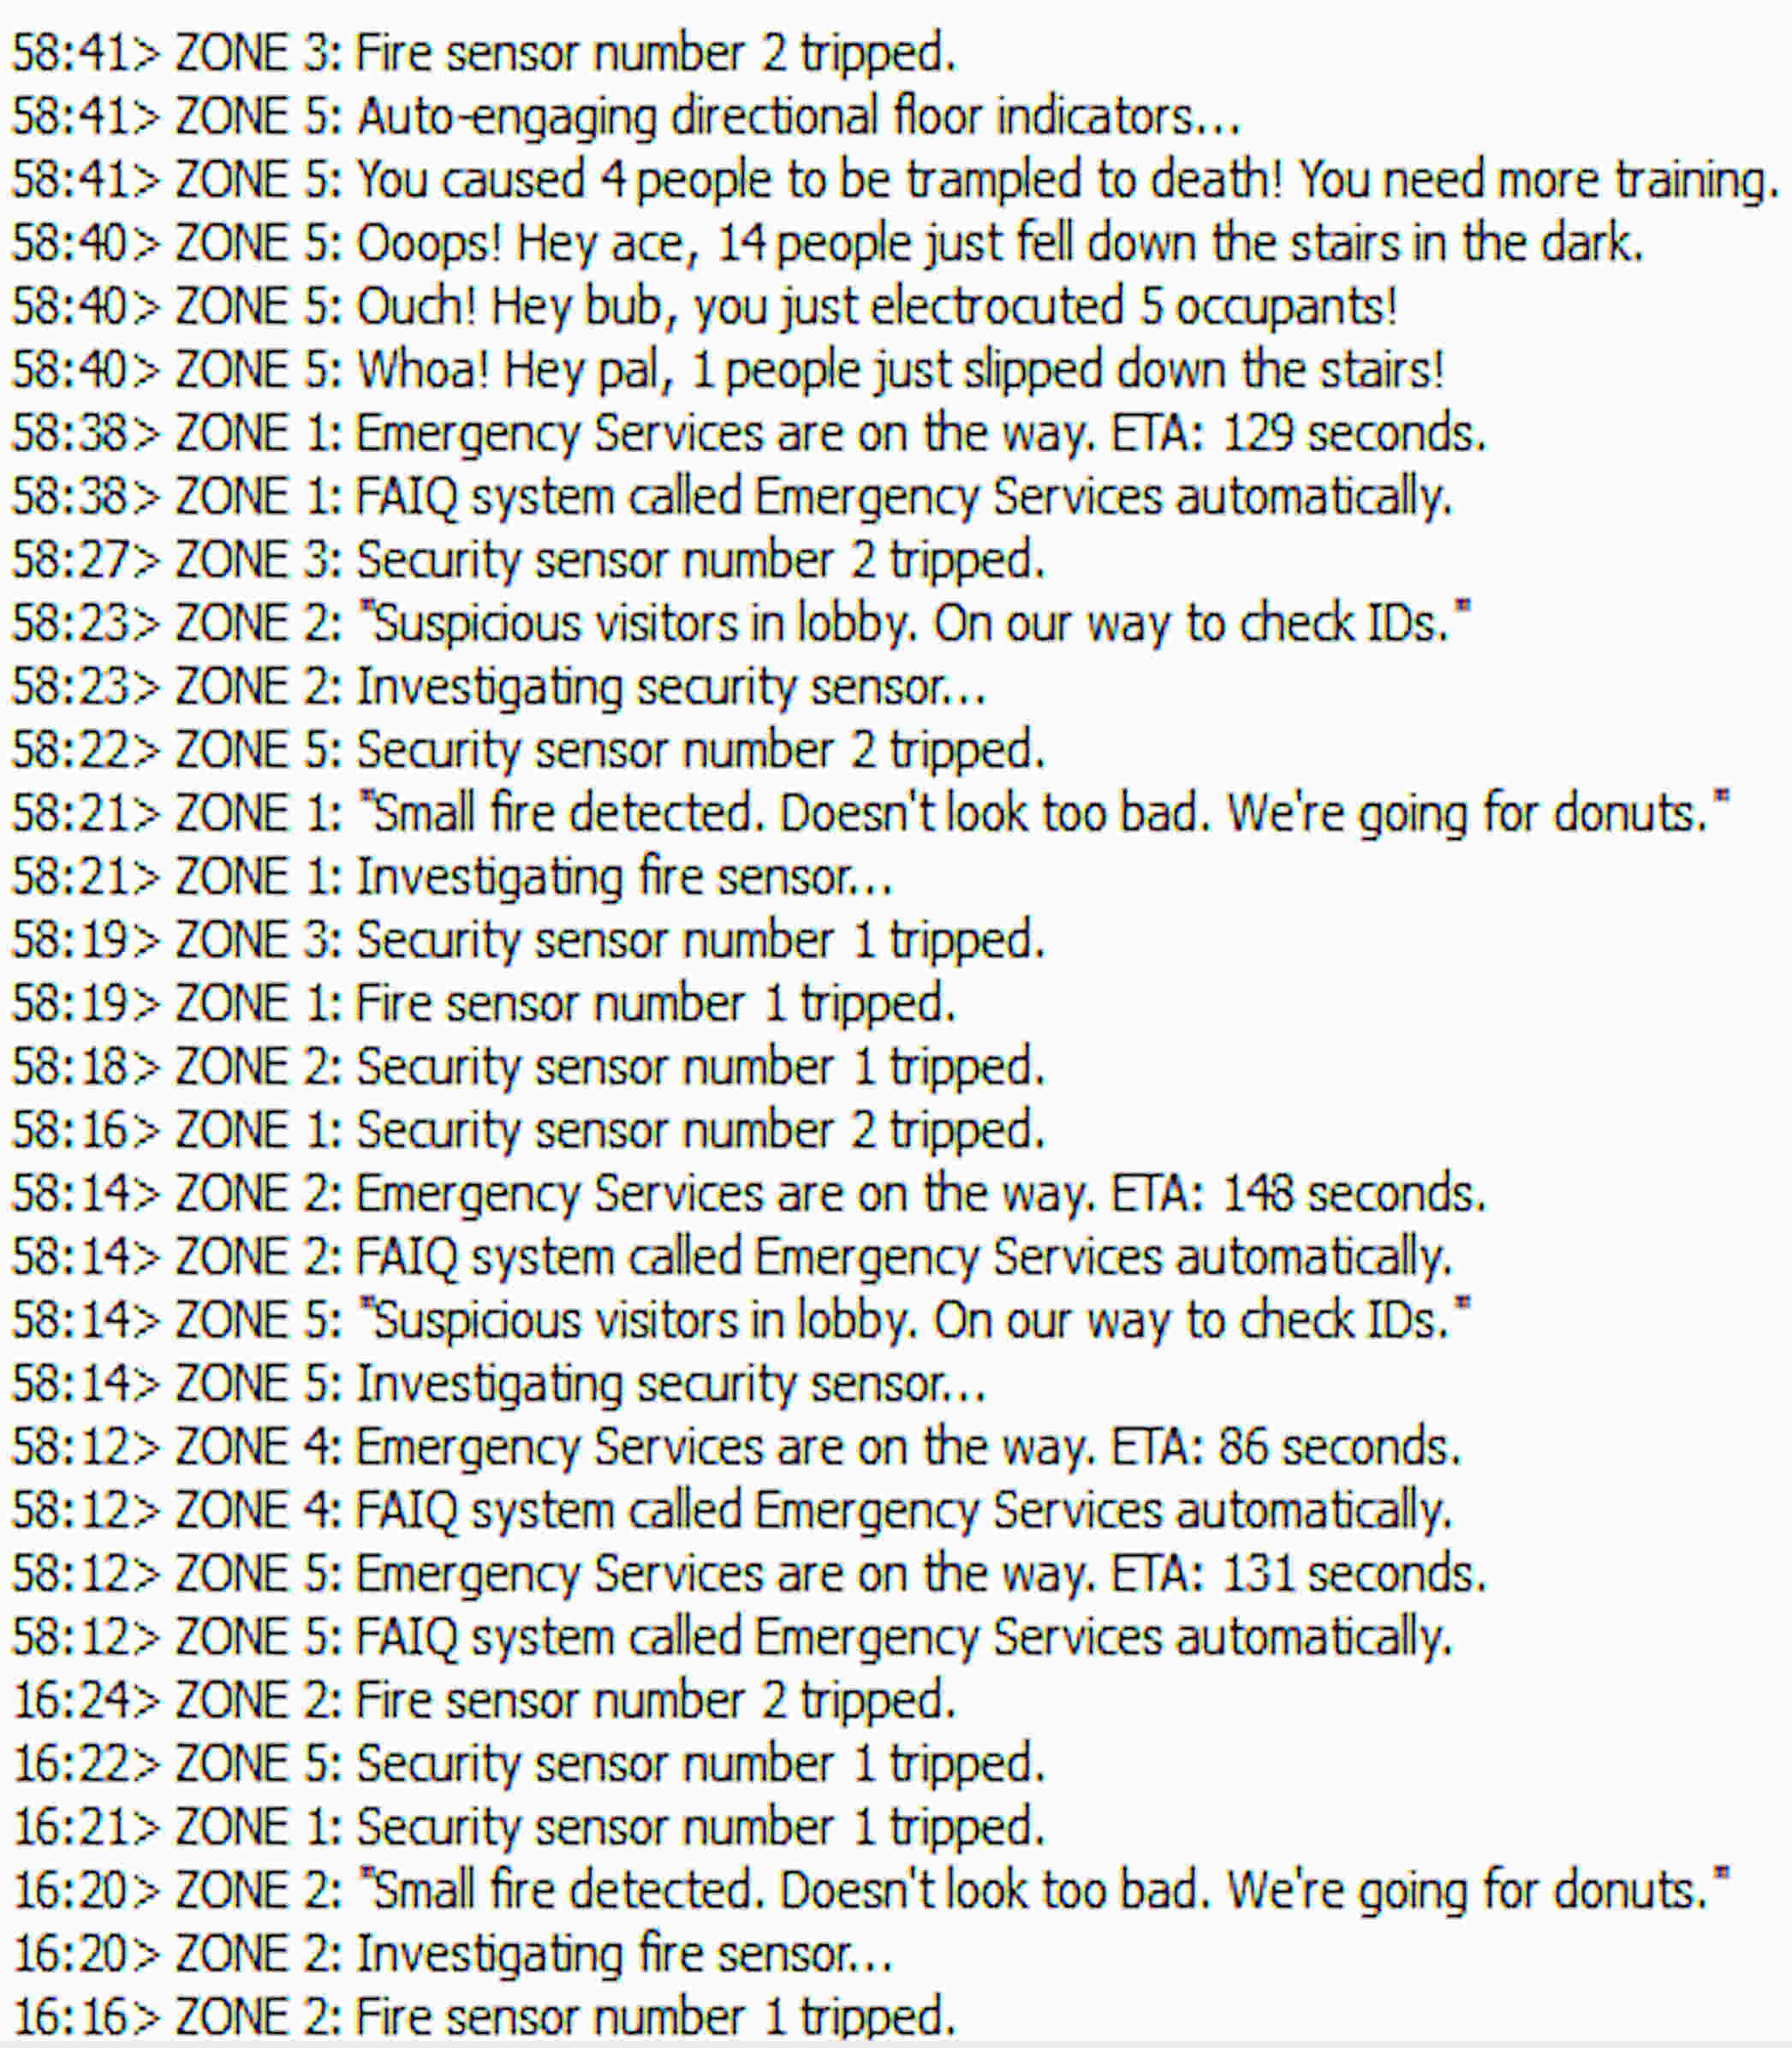 58:41> ZONE 3: Fire sensor number 2 tripped.
58:41> ZONE 5: Auto-engaging directional floor indicators...
58:41> ZONE 5: You caused 4 people to be trampled to death! You need more training.
58:40> ZONE 5: Ooops! Hey ace, 14 people just fell down the stairs in the dark.
58:40> ZONE 5: Ouch! Hey bub, you just electrocuted 5 occupants!
58:40> ZONE 5: Whoa! Hey pal, 1 people just slipped down the stairs!
58:38> ZONE 1: Emergency Services are on the way. ETA: 129 seconds.
58:38> ZONE 1: FAIQ system called Emergency Services automatically.
58:27> ZONE 3: Security sensor number 2 tripped.
58:23> ZONE 2: "Suspicious visitors in lobby. On our way to check IDs."
58:23> ZONE 2: Investigating security sensor...
58:22> ZONE 5: Security sensor number 2 tripped.
58:21> ZONE 1: "Small fire detected. Doesn't look too bad. We're going for donuts."
58:21> ZONE 1: Investigating fire sensor...
58:19> ZONE 3: Security sensor number 1 tripped.
58:19> ZONE 1: Fire sensor number 1 tripped.
58:18> ZONE 2: Security sensor number 1 tripped.
58:16> ZONE 1: Security sensor number 2 tripped.
58:14> ZONE 2: Emergency Services are on the way. ETA: 148 seconds.
58:14> ZONE 2: FAIQ system called Emergency Services automatically.
58:14> ZONE 5: "Suspicious visitors in lobby. On our way to check IDs."
58:14> ZONE 5: Investigating security sensor...
58:12> ZONE 4: Emergency Services are on the way. ETA: 86 seconds.
58:12> ZONE 4: FAIQ system called Emergency Services automatically.
58:12> ZONE 5: Emergency Services are on the way. ETA: 131 seconds.
58:12> ZONE 5: FAIQ system called Emergency Services automatically.
16:24> ZONE 2: Fire sensor number 2 tripped.
16:22> ZONE 5: Security sensor number 1 tripped.
16:21> ZONE 1: Security sensor number 1 tripped.
16:20> ZONE 2: "Small fire detected. Doesn't look too bad. We're going for donuts."
16:20> ZONE 2: Investigating fire sensor...
16:16> ZONE 2: Fire sensor number 1 tripped.